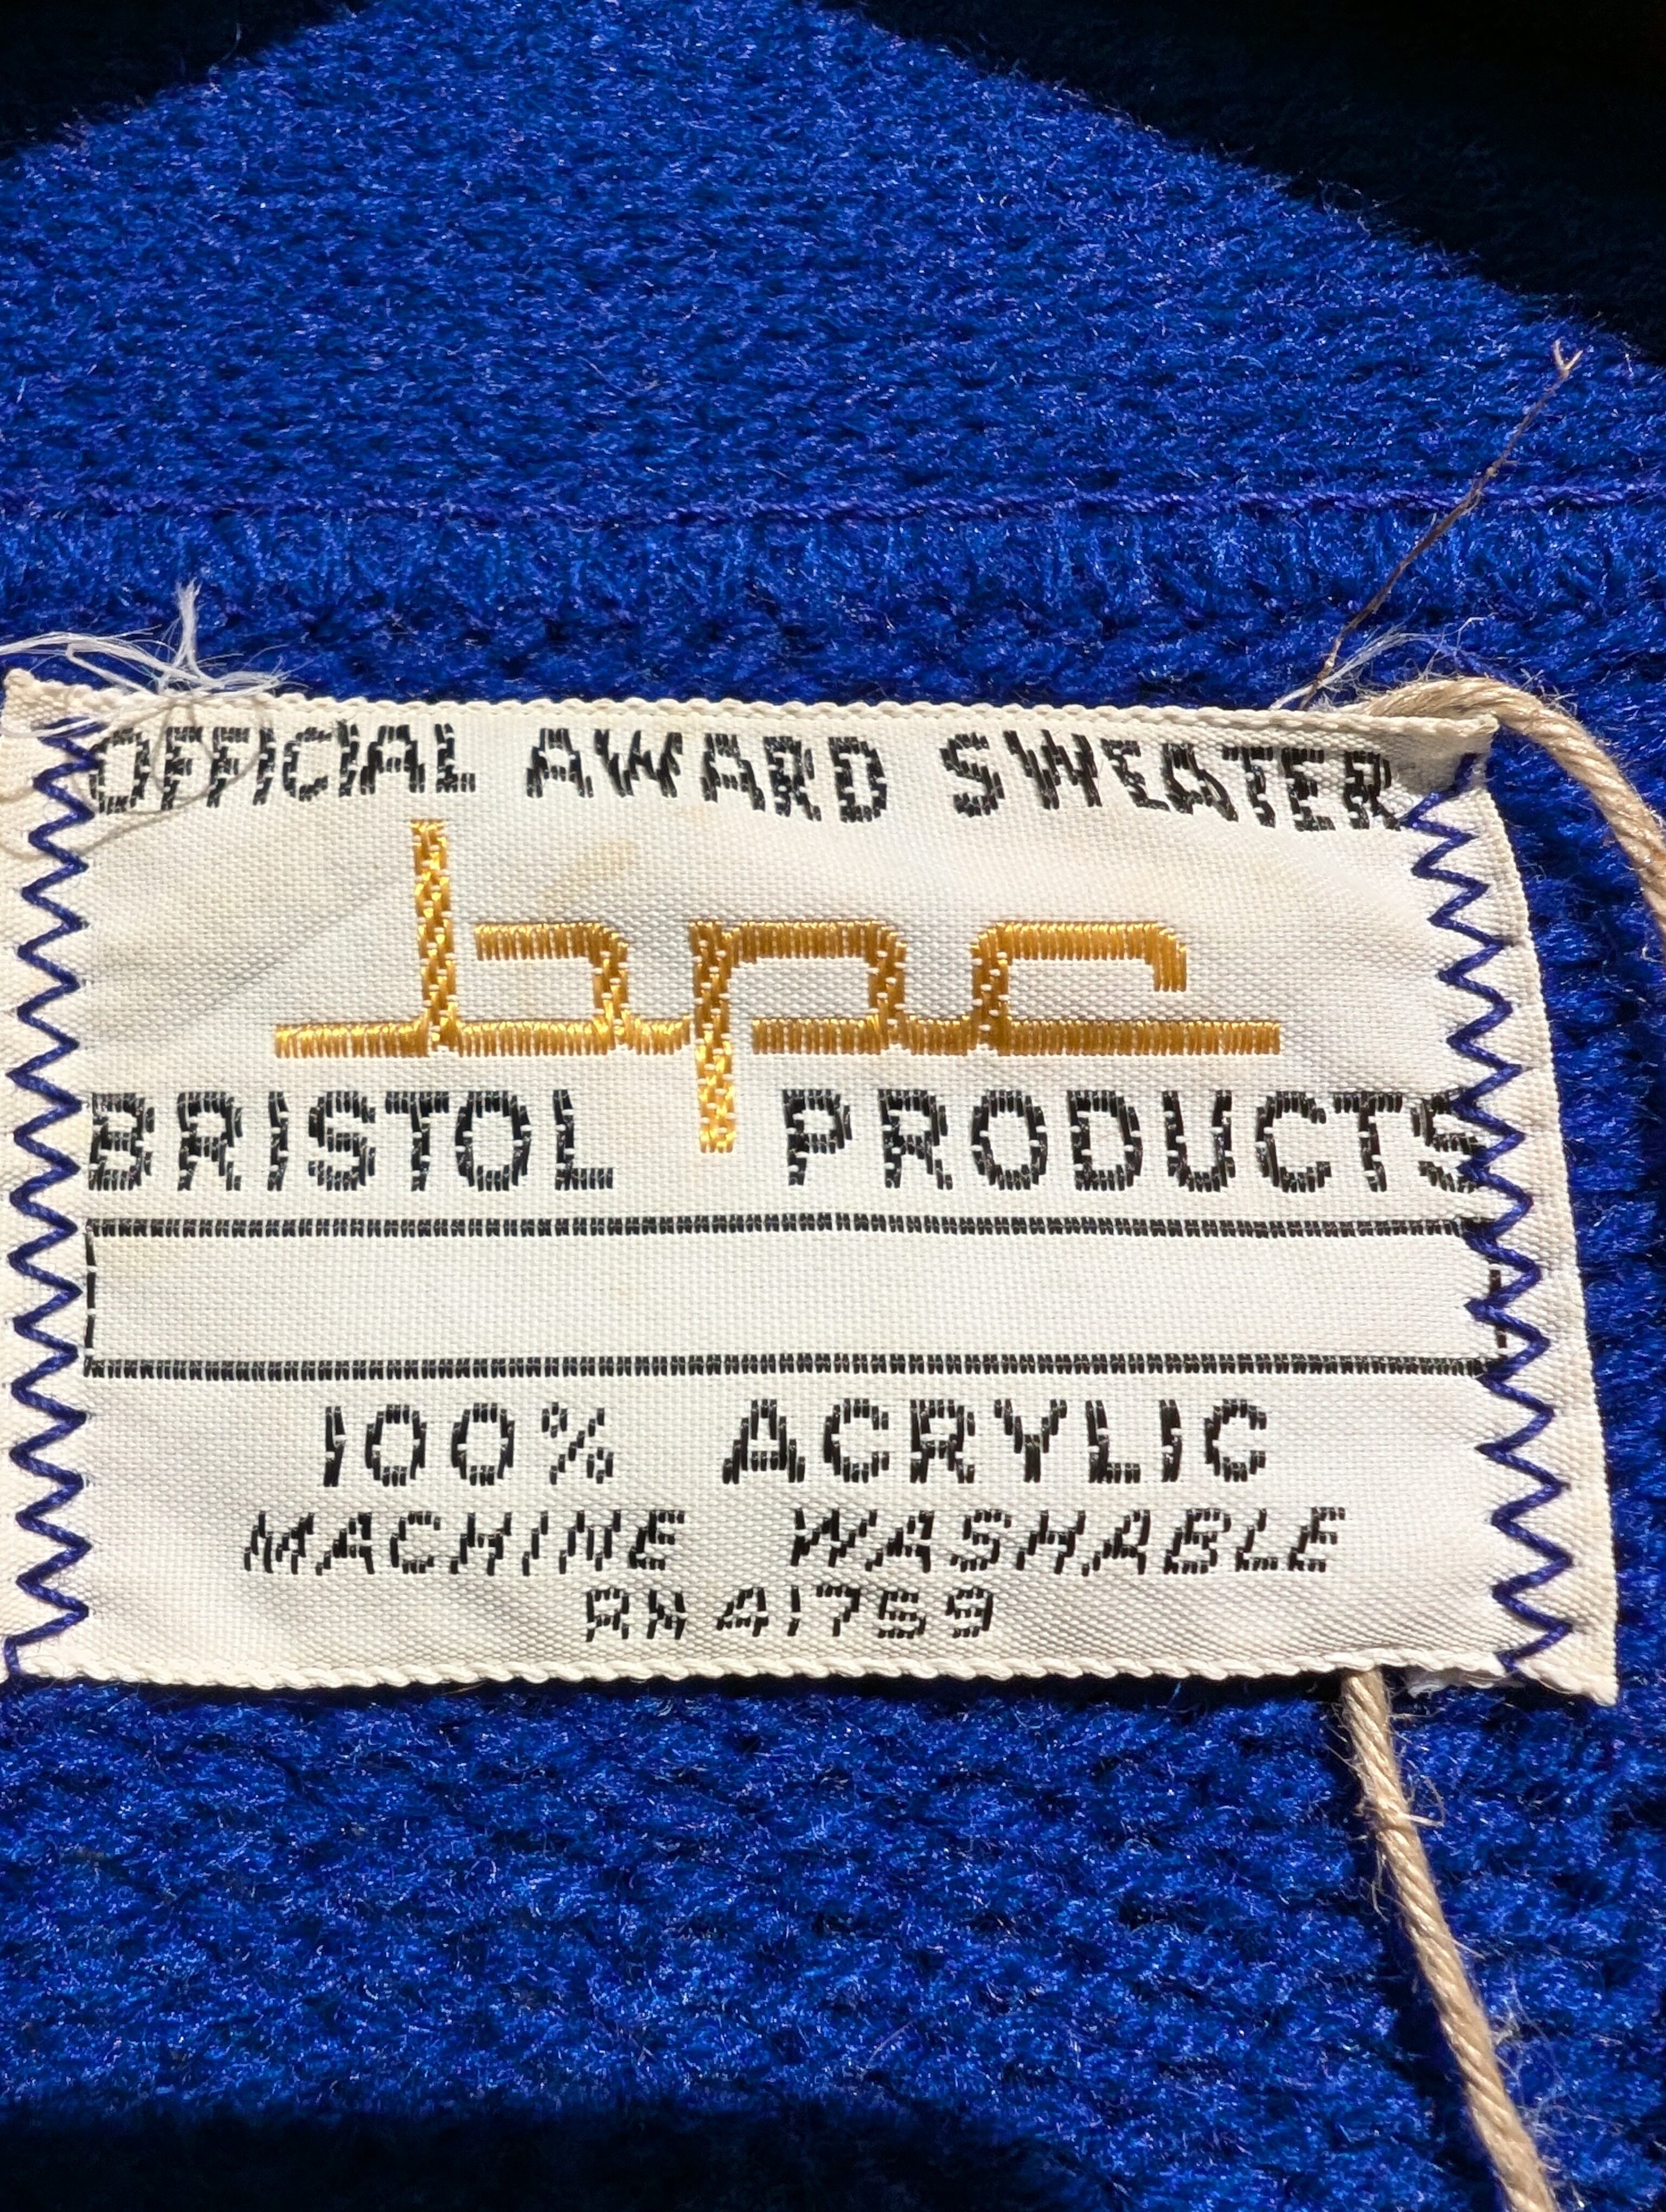 OFFICIAL AWARD SWEATER
bpc
BRISTOL PRODUCTS
100% ACRYLIC
MACHINE WASHABLE
RN 41759